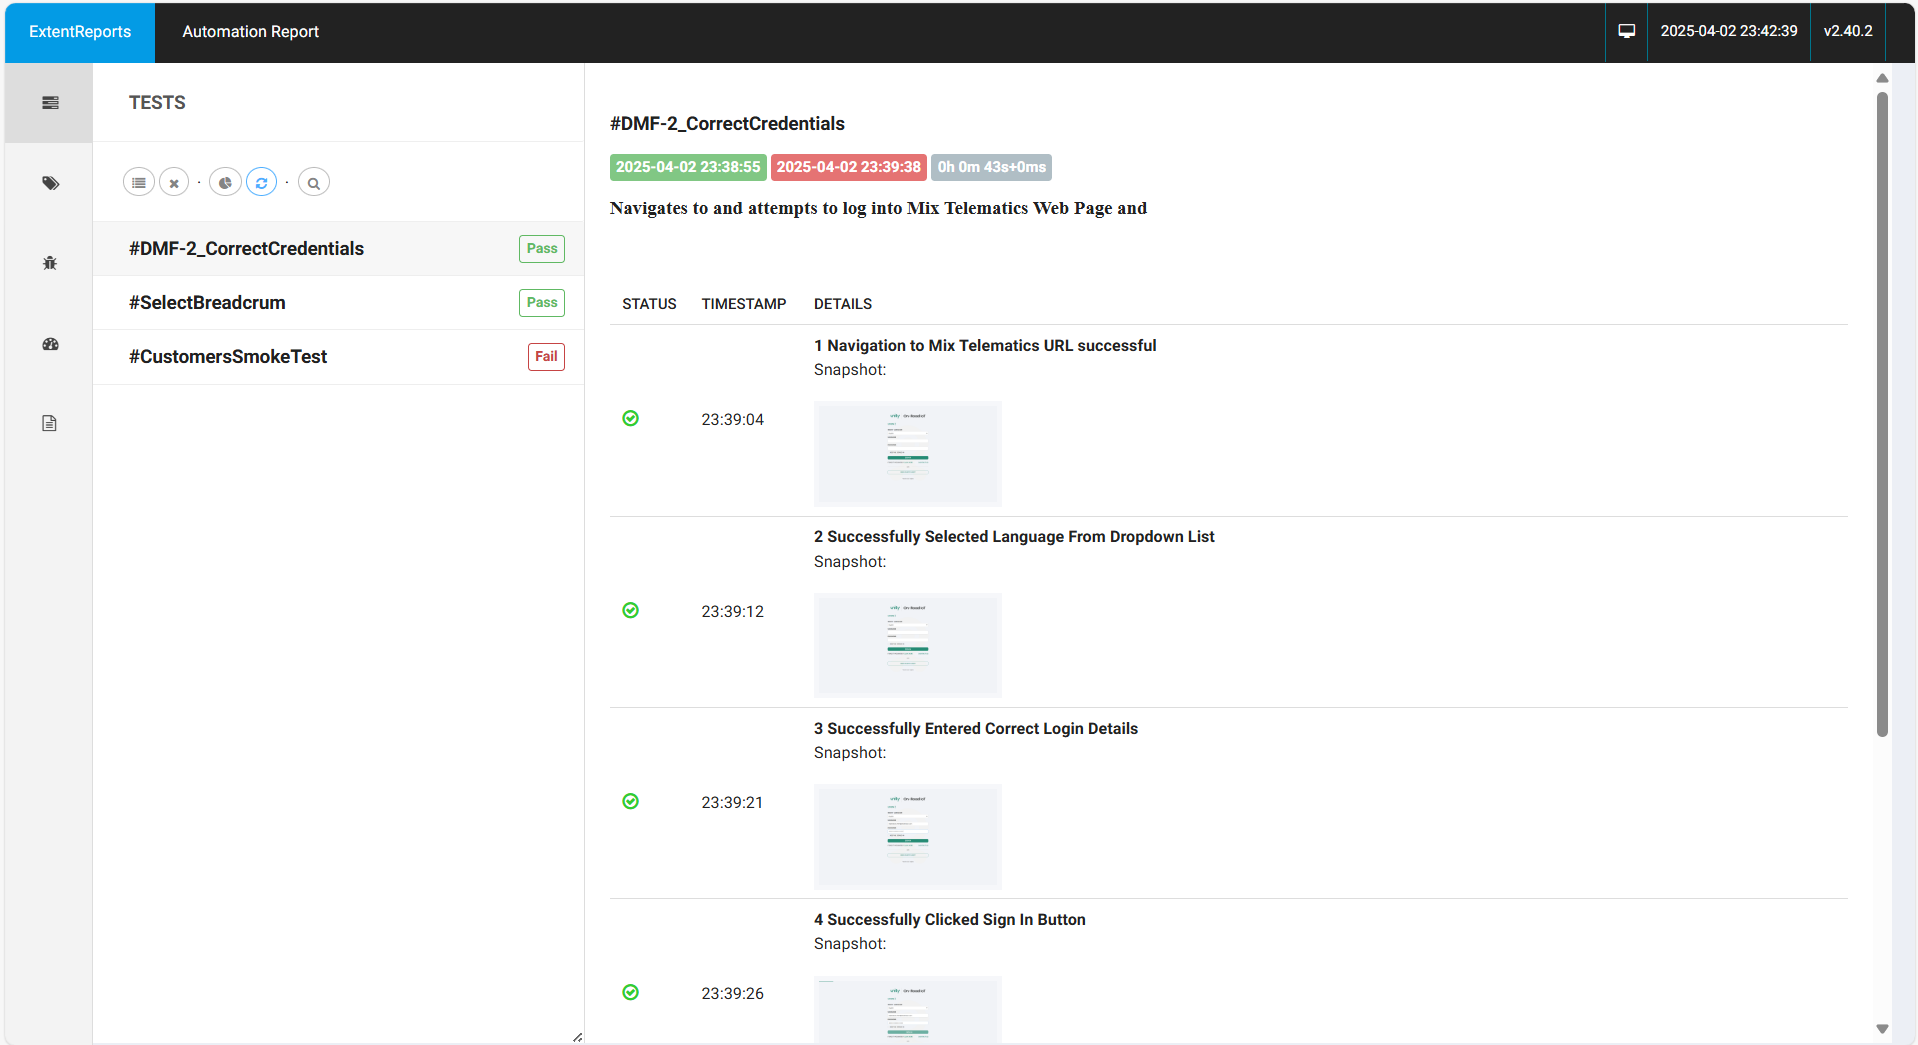 ExtentReports Automation Report 2025-04-02 23:42:39 v2.40.2
TESTS
#DMF-2_CorrectCredentials Pass
#SelectBreadcrum Pass
#CustomersSmokeTest Fail
#DMF-2_CorrectCredentials
2025-04-02 23:38:55 2025-04-02 23:39:38 0h 0m 43s+0ms
Navigates to and attempts to log into Mix Telematics Web Page and
STATUS TIMESTAMP DETAILS
1 Navigation to Mix Telematics URL successful
Snapshot:
23:39:04
2 Successfully Selected Language From Dropdown List
Snapshot:
23:39:12
3 Successfully Entered Correct Login Details
Snapshot:
23:39:21
4 Successfully Clicked Sign In Button
Snapshot:
23:39:26